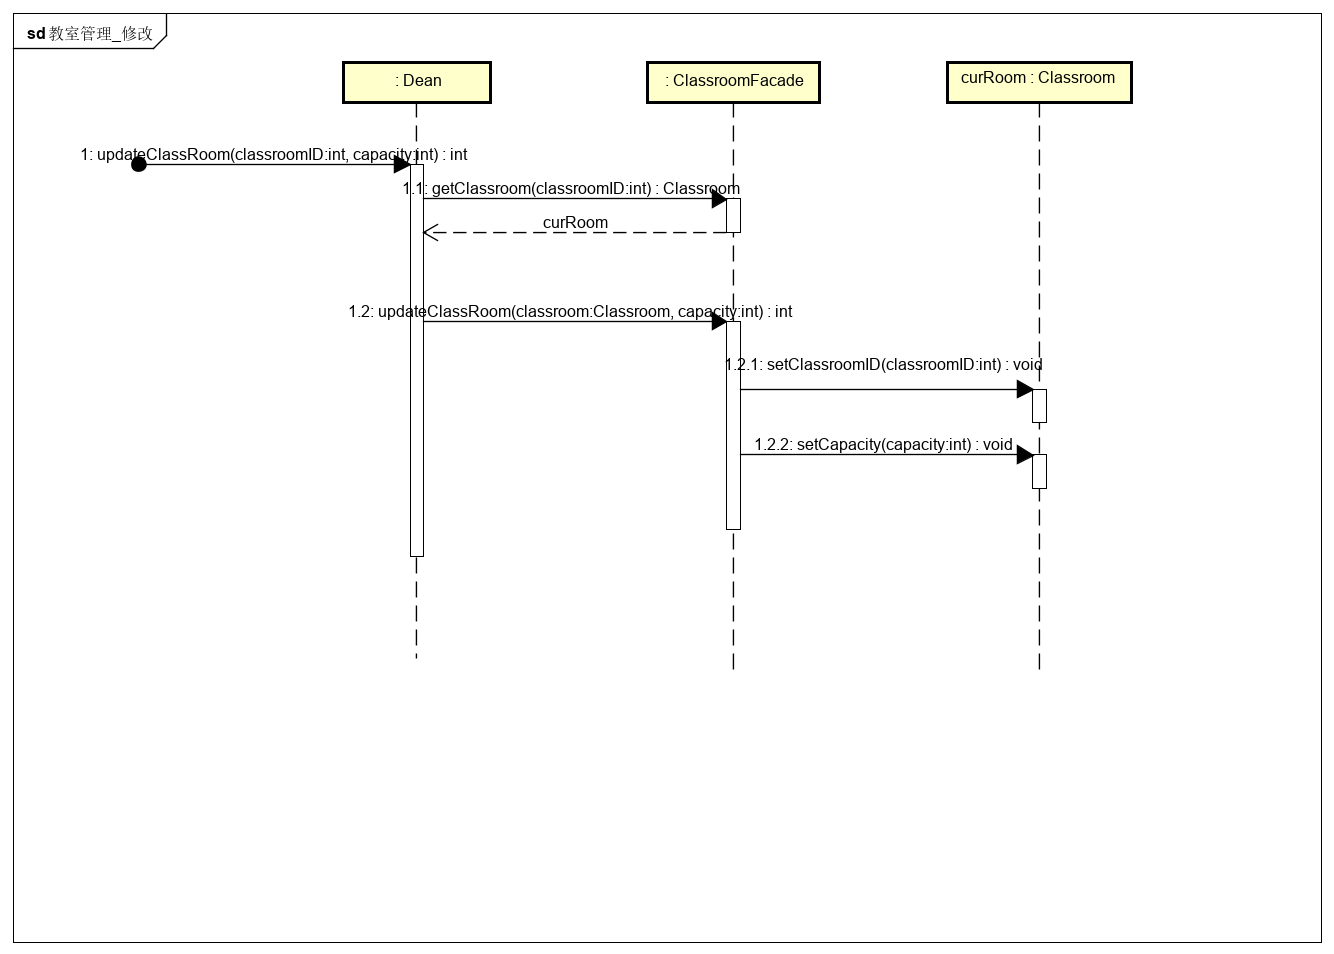 sd 教室管理_修改
: Dean
: ClassroomFacade
curRoom : Classroom
1: updateClassRoom(classroomID:int, capacity:int) : int
1.1: getClassroom(classroomID:int) : Classroom
curRoom
1.2: updateClassRoom(classroom:Classroom, capacity:int) : int
1.2.1: setClassroomID(classroomID:int) : void
1.2.2: setCapacity(capacity:int) : void